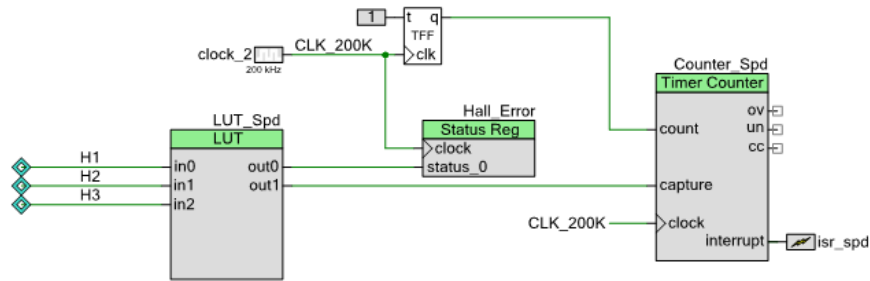 1
t q
TFF
clk
clock_2
200 kHz
CLK_200K
Counter_Spd
Timer Counter
ov
un
cc
count
capture
clock
interrupt
CLK_200K
isr_spd
Hall_Error
Status Reg
clock
status_0
LUT_Spd
LUT
H1
H2
H3
in0 out0
in1 out1
in2